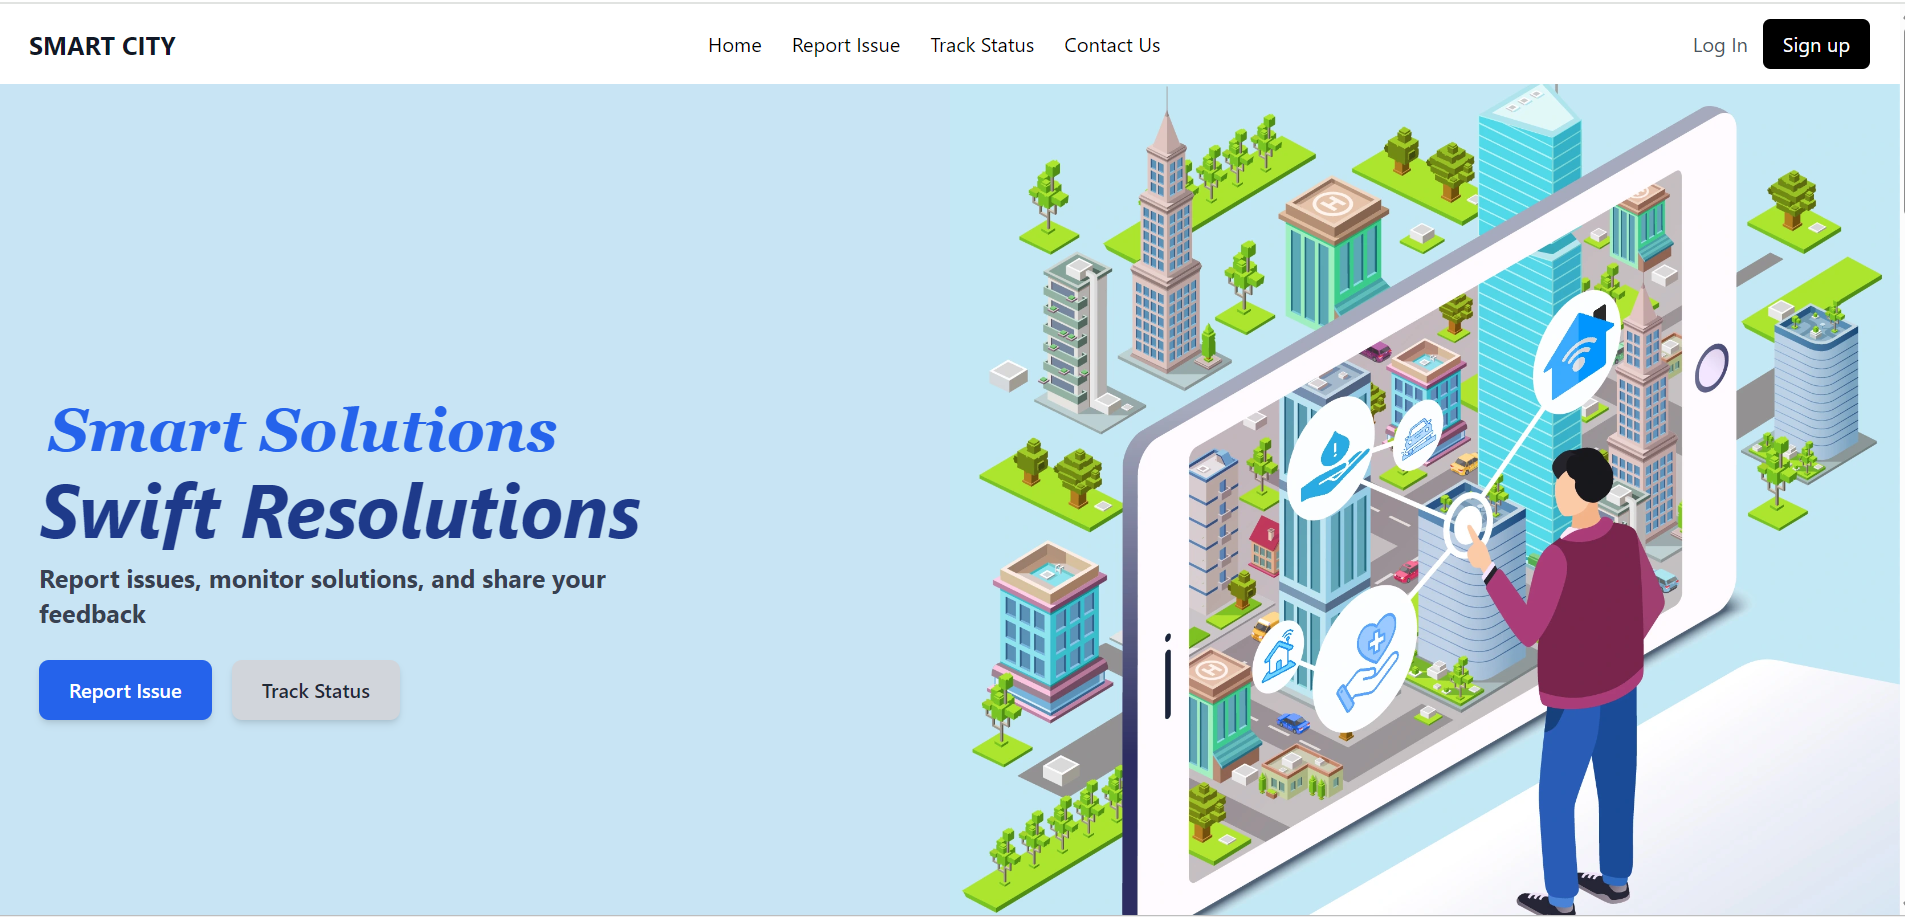 SMART CITY
Home
Report Issue
Track Status
Contact Us
Log In
Sign up
Smart Solutions
Swift Resolutions
Report issues, monitor solutions, and share your
feedback
Report Issue
Track Status